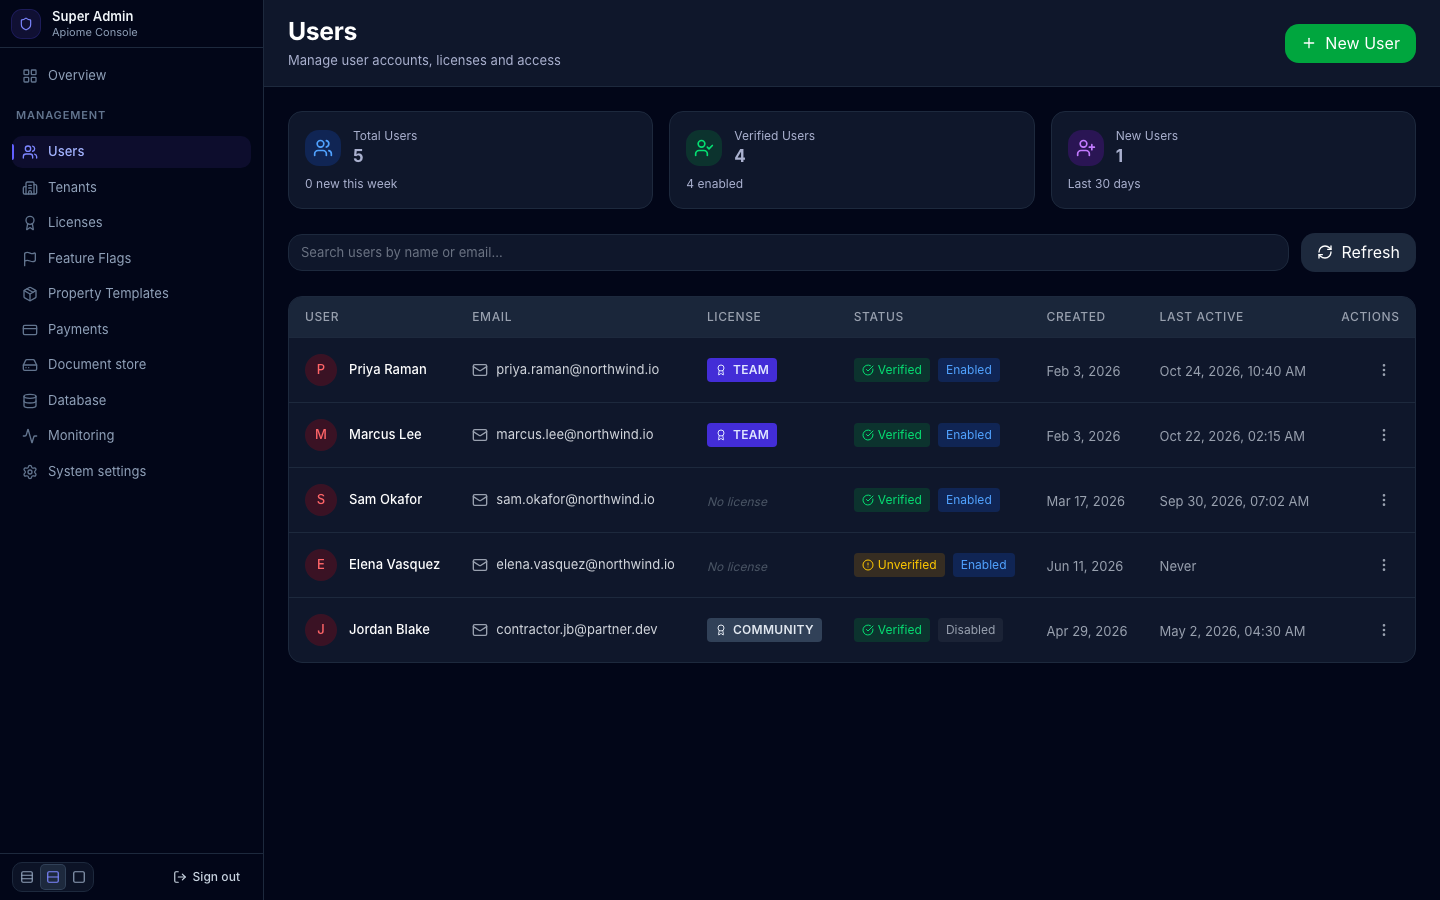 Super Admin
Apiome Console
Overview
MANAGEMENT
Users
Tenants
Licenses
Feature Flags
Property Templates
Payments
Document store
Database
Monitoring
System settings
Sign out
Users
Manage user accounts, licenses and access
New User
Total Users
5
0 new this week
Verified Users
4
4 enabled
New Users
1
Last 30 days
Search users by name or email...
Refresh
USER EMAIL LICENSE STATUS CREATED LAST ACTIVE ACTIONS
P Priya Raman priya.raman@northwind.io TEAM Verified Enabled Feb 3, 2026 Oct 24, 2026, 10:40 AM
M Marcus Lee marcus.lee@northwind.io TEAM Verified Enabled Feb 3, 2026 Oct 22, 2026, 02:15 AM
S Sam Okafor sam.okafor@northwind.io No license Verified Enabled Mar 17, 2026 Sep 30, 2026, 07:02 AM
E Elena Vasquez elena.vasquez@northwind.io No license Unverified Enabled Jun 11, 2026 Never
J Jordan Blake contractor.jb@partner.dev COMMUNITY Verified Disabled Apr 29, 2026 May 2, 2026, 04:30 AM